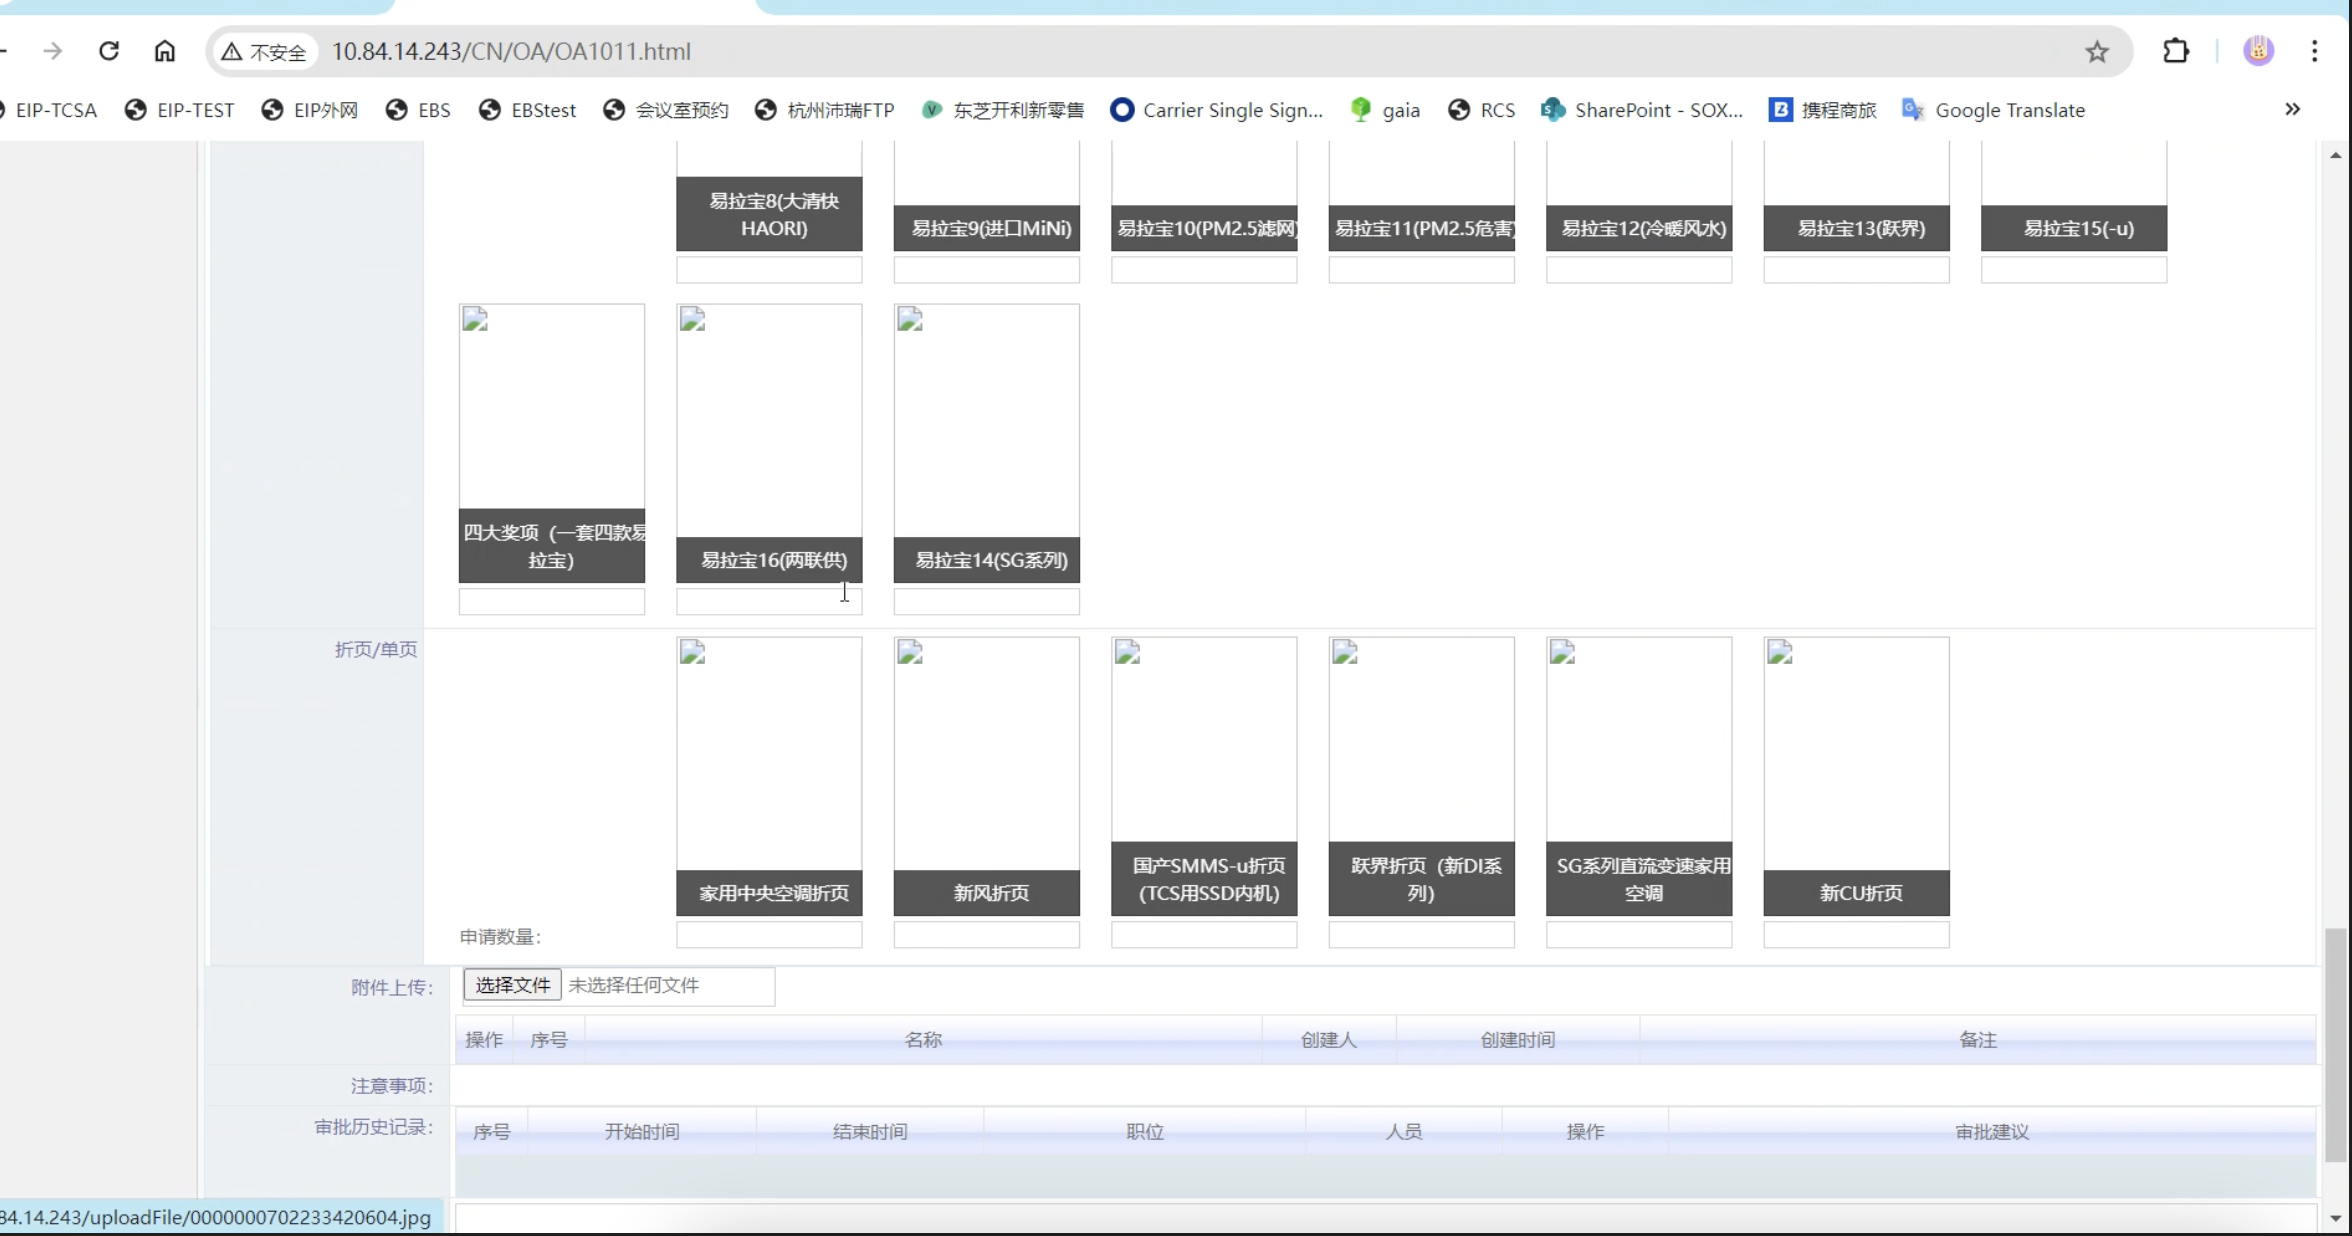 不安全 10.84.14.243/CN/OA/OA1011.html
EIP-TCSA EIP-TEST EIP外网 EBS EBStest 会议室预约 杭州沛瑞FTP 东芝开利新零售 Carrier Single Sign... gaia RCS SharePoint - SOX... 携程商旅 Google Translate »
易拉宝8(大清快
HAORI)
易拉宝9(进口MiNi)
易拉宝10(PM2.5滤网)
易拉宝11(PM2.5危害)
易拉宝12(冷暖风水)
易拉宝13(跃界)
易拉宝15(-u)
四大奖项（一套四款易
拉宝）
易拉宝16(两联供)
易拉宝14(SG系列)
折页/单页
家用中央空调折页
新风折页
国产SMMS-u折页
(TCS用SSD内机)
跃界折页（新DI系
列）
SG系列直流变速家用
空调
新CU折页
申请数量：
附件上传： 选择文件 未选择任何文件
操作 序号 名称 创建人 创建时间 备注
注意事项：
审批历史记录： 序号 开始时间 结束时间 职位 人员 操作 审批建议
84.14.243/uploadFile/0000000702233420604.jpg